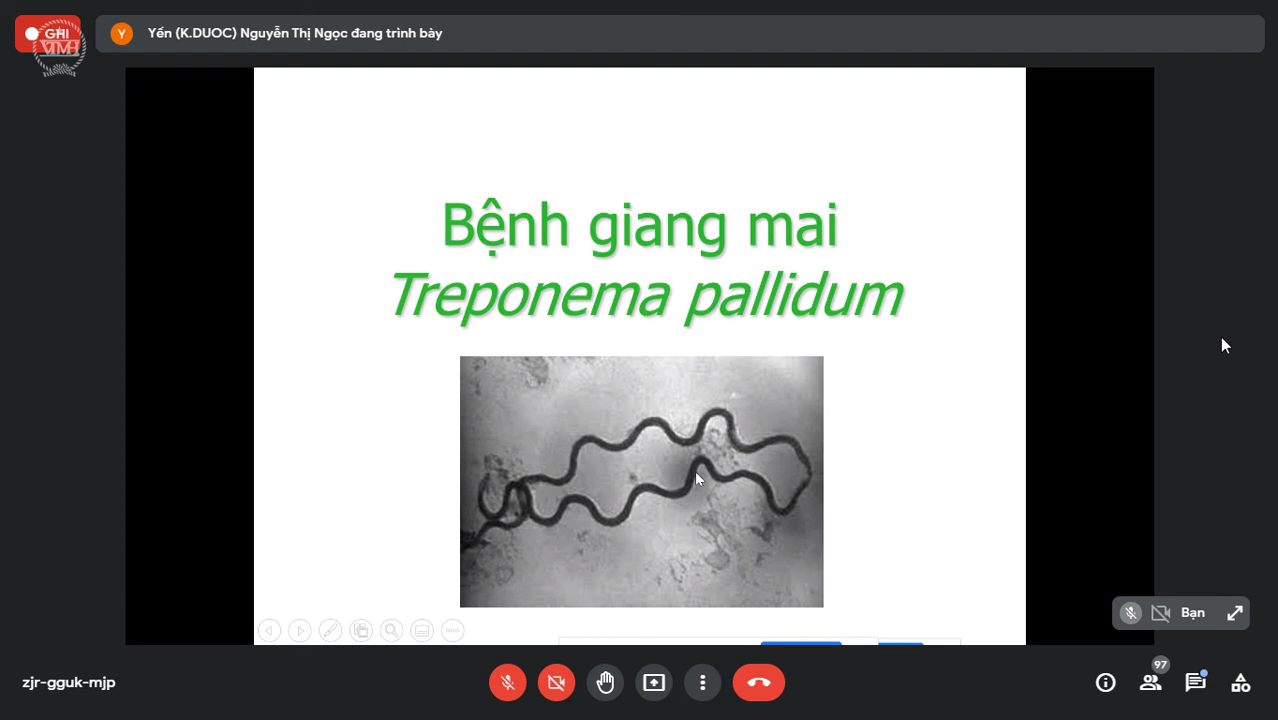 GHI
VTMH
Y
Yến (K.DUOC) Nguyễn Thị Ngọc đang trình bày
Bệnh giang mai
Treponema pallidum
Bạn
zjr-gguk-mjp
97